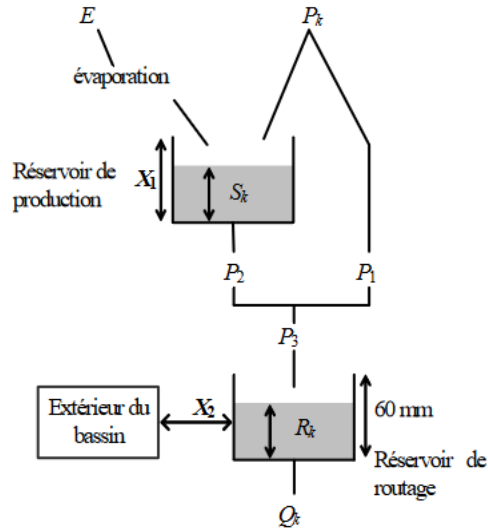 E
P_k
évaporation
Réservoir de
production
X_1
S_k
P_2
P_1
P_3
Extérieur du
bassin
X_2
R_k
60 mm
Réservoir de
routage
Q_k